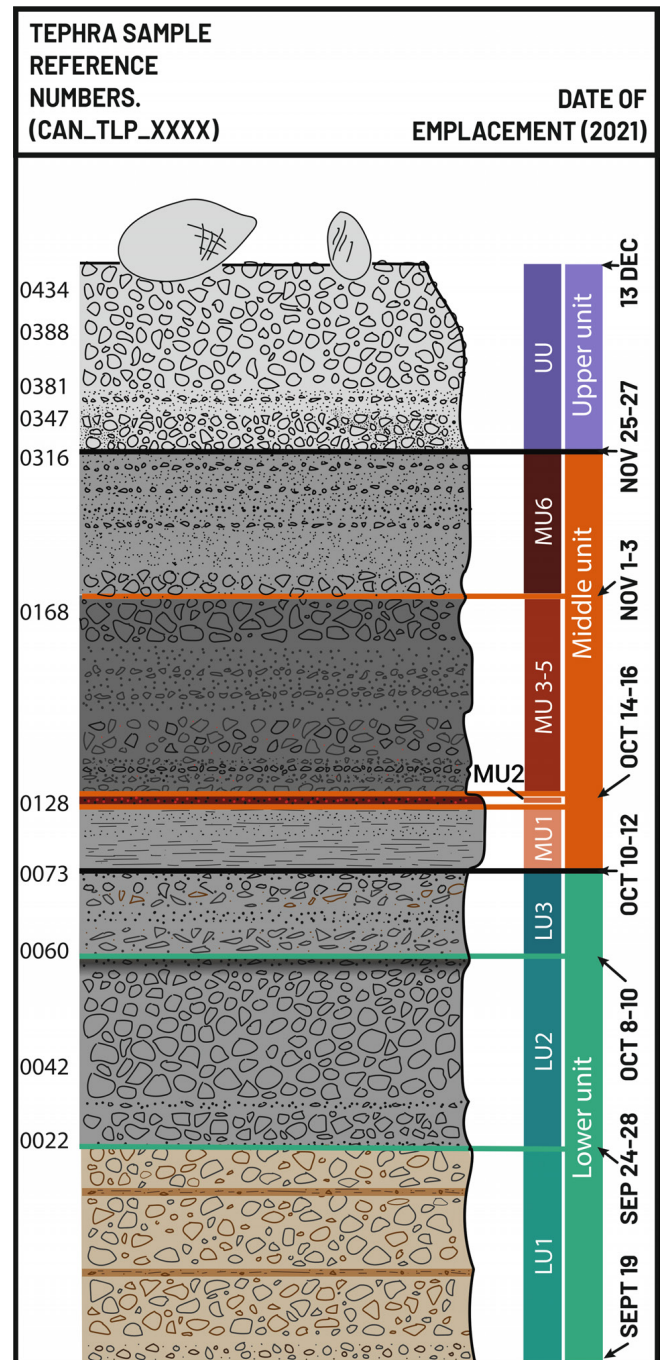 TEPHRA SAMPLE
REFERENCE
NUMBERS.
(CAN_TLP_XXXX)
DATE OF
EMPLACEMENT (2021)
0434
0388
0381
0347
0316
0168
0128
0073
0060
0042
0022
UU
MU6
MU 3-5
MU2
MU1
LU3
LU2
LU1
Upper unit
Middle unit
Lower unit
13 DEC
NOV 25-27
NOV 1-3
OCT 14-16
OCT 10-12
OCT 8-10
SEP 24-28
SEPT 19